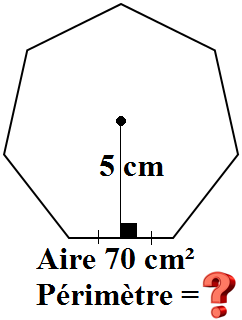 5 cm
Aire 70 cm²
Périmètre = ?